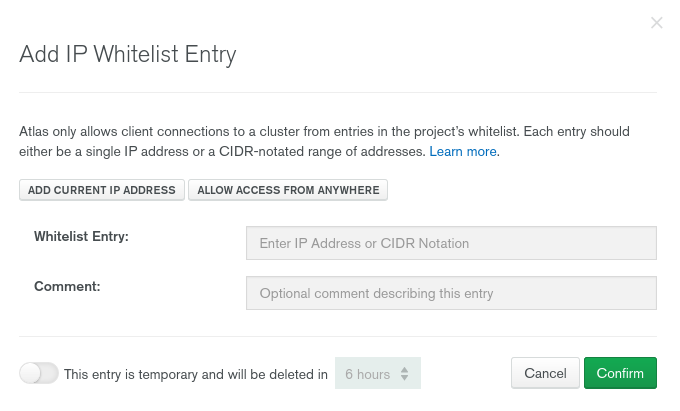 Add IP Whitelist Entry
Atlas only allows client connections to a cluster from entries in the project's whitelist. Each entry should
either be a single IP address or a CIDR-notated range of addresses. Learn more.
ADD CURRENT IP ADDRESS ALLOW ACCESS FROM ANYWHERE
Whitelist Entry: Enter IP Address or CIDR Notation
Comment: Optional comment describing this entry
This entry is temporary and will be deleted in 6 hours Cancel Confirm